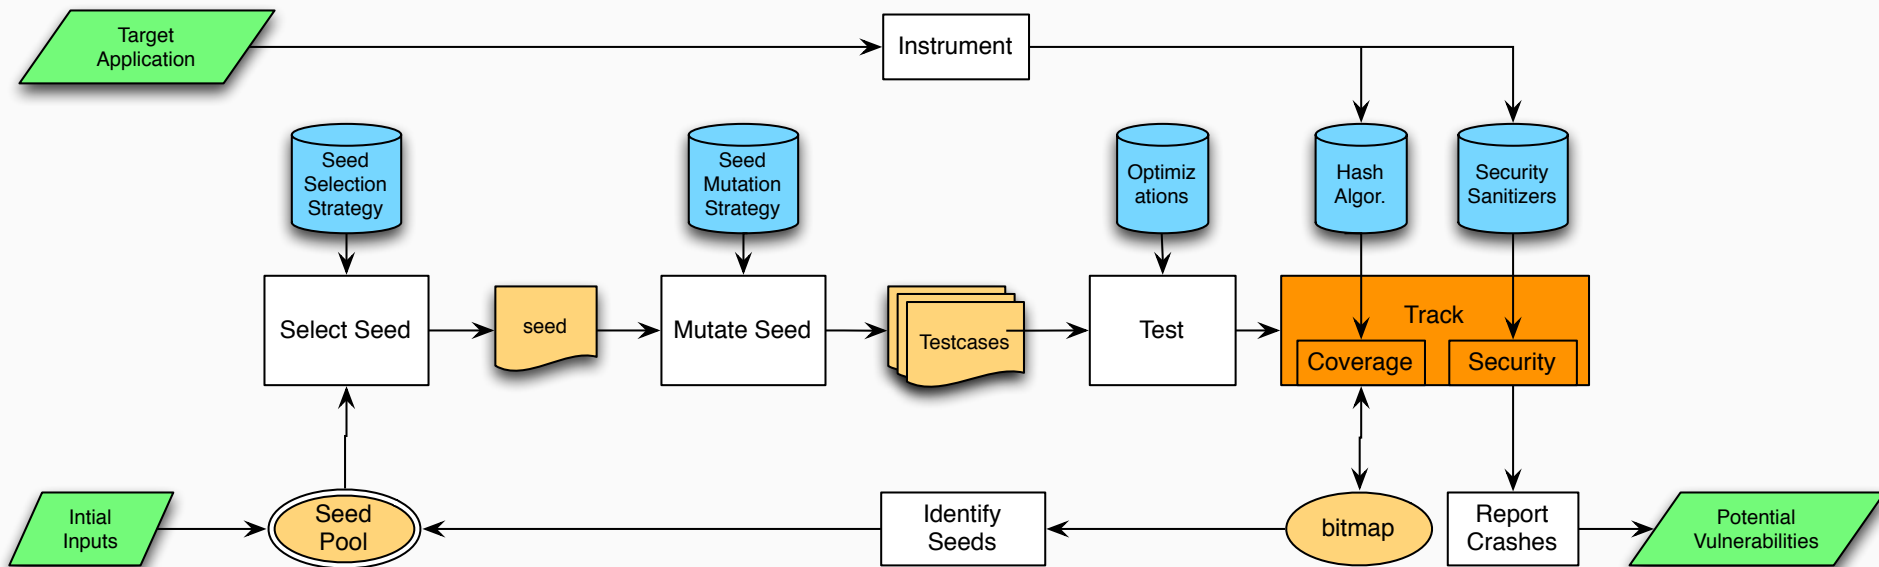 Target
Application
Instrument
Seed
Selection
Strategy
Seed
Mutation
Strategy
Optimiz
ations
Hash
Algor.
Security
Sanitizers
Select Seed
seed
Mutate Seed
Testcases
Test
Track
Coverage
Security
Intial
Inputs
Seed
Pool
Identify
Seeds
bitmap
Report
Crashes
Potential
Vulnerabilities